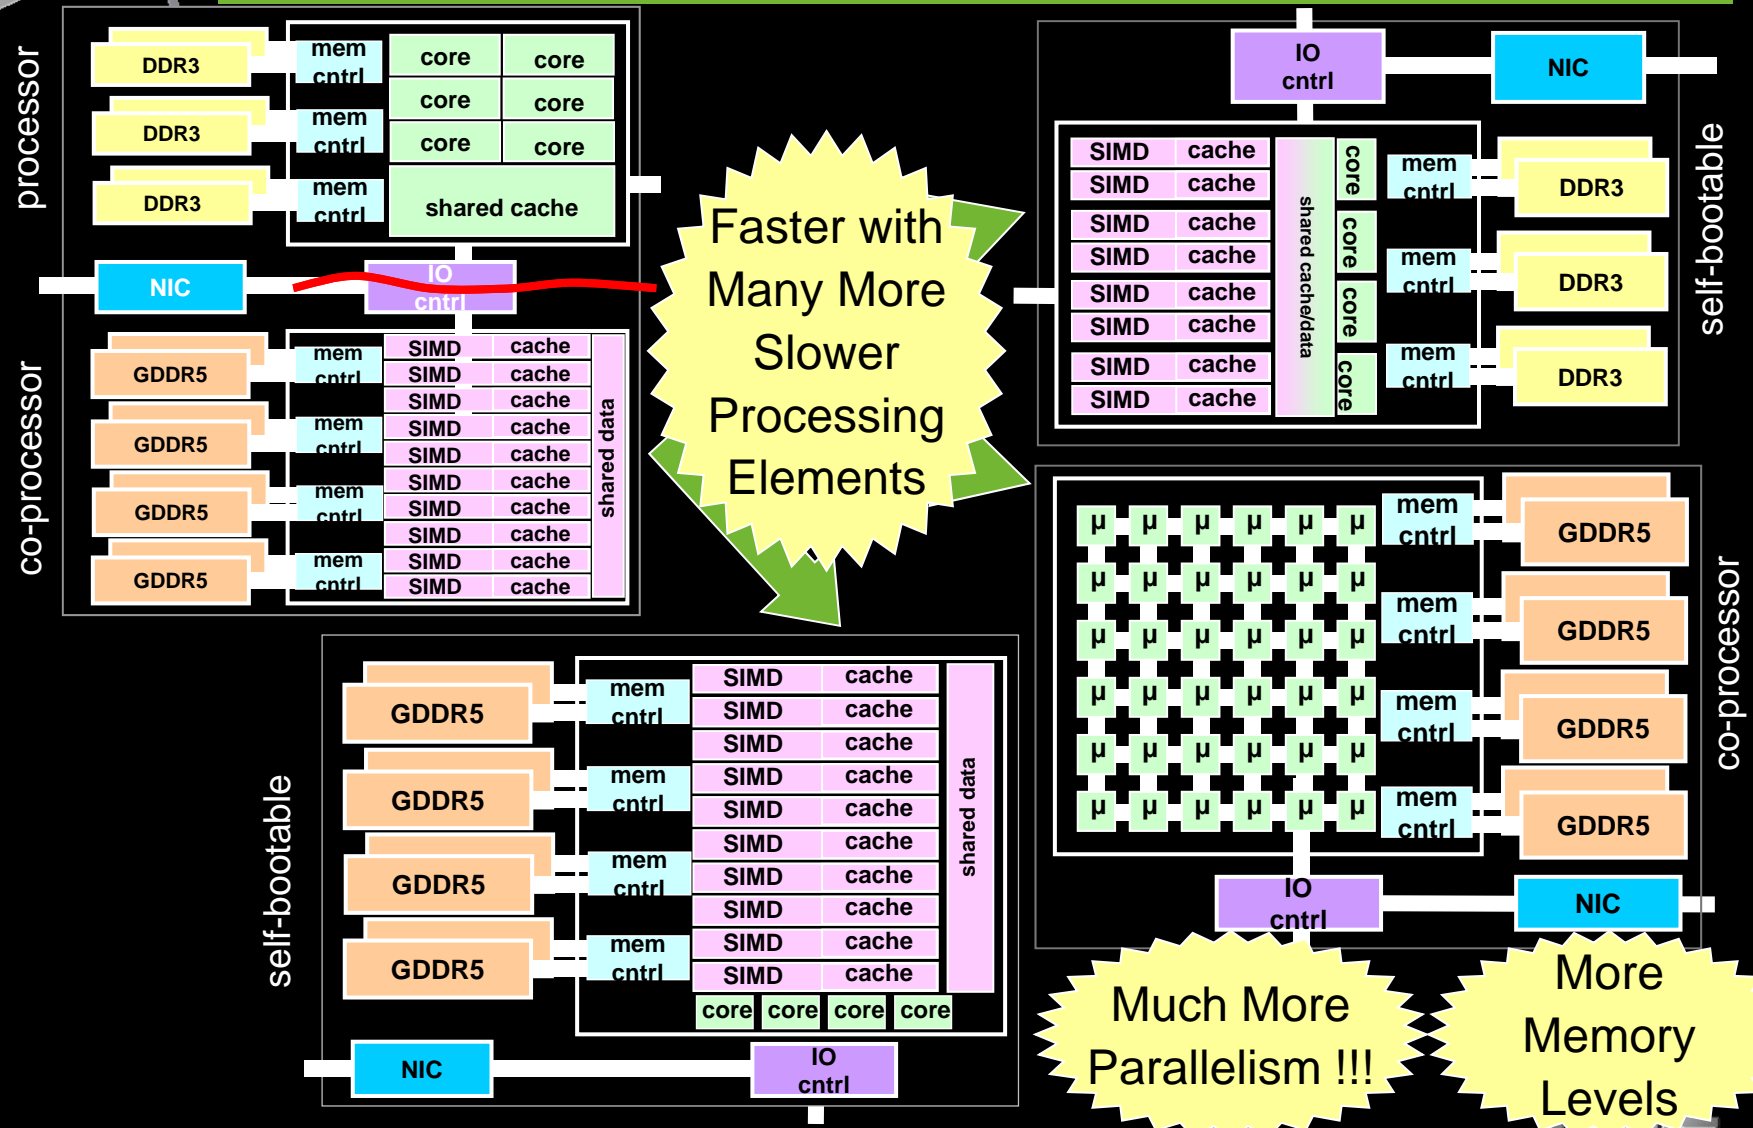 processor
DDR3
DDR3
DDR3
mem
cntrl
mem
cntrl
mem
cntrl
core core
core core
core core
shared cache
NIC
IO
cntrl
co-processor
GDDR5
GDDR5
GDDR5
GDDR5
mem
cntrl
mem
cntrl
mem
cntrl
mem
cntrl
SIMD cache
SIMD cache
SIMD cache
SIMD cache
SIMD cache
SIMD cache
SIMD cache
SIMD cache
SIMD cache
SIMD cache
shared data
Faster with
Many More
Slower
Processing
Elements
IO
cntrl
NIC
self-bootable
SIMD cache
SIMD cache
SIMD cache
SIMD cache
SIMD cache
SIMD cache
SIMD cache
SIMD cache
shared cache/data
core
core
core
core
mem
cntrl
mem
cntrl
mem
cntrl
DDR3
DDR3
DDR3
self-bootable
GDDR5
GDDR5
GDDR5
GDDR5
mem
cntrl
mem
cntrl
mem
cntrl
mem
cntrl
SIMD cache
SIMD cache
SIMD cache
SIMD cache
SIMD cache
SIMD cache
SIMD cache
SIMD cache
SIMD cache
SIMD cache
shared data
core core core core
NIC
IO
cntrl
µ µ µ µ µ µ
µ µ µ µ µ µ
µ µ µ µ µ µ
µ µ µ µ µ µ
µ µ µ µ µ µ
µ µ µ µ µ µ
mem
cntrl
mem
cntrl
mem
cntrl
mem
cntrl
GDDR5
GDDR5
GDDR5
GDDR5
co-processor
IO
cntrl
NIC
Much More
Parallelism !!!
More
Memory
Levels